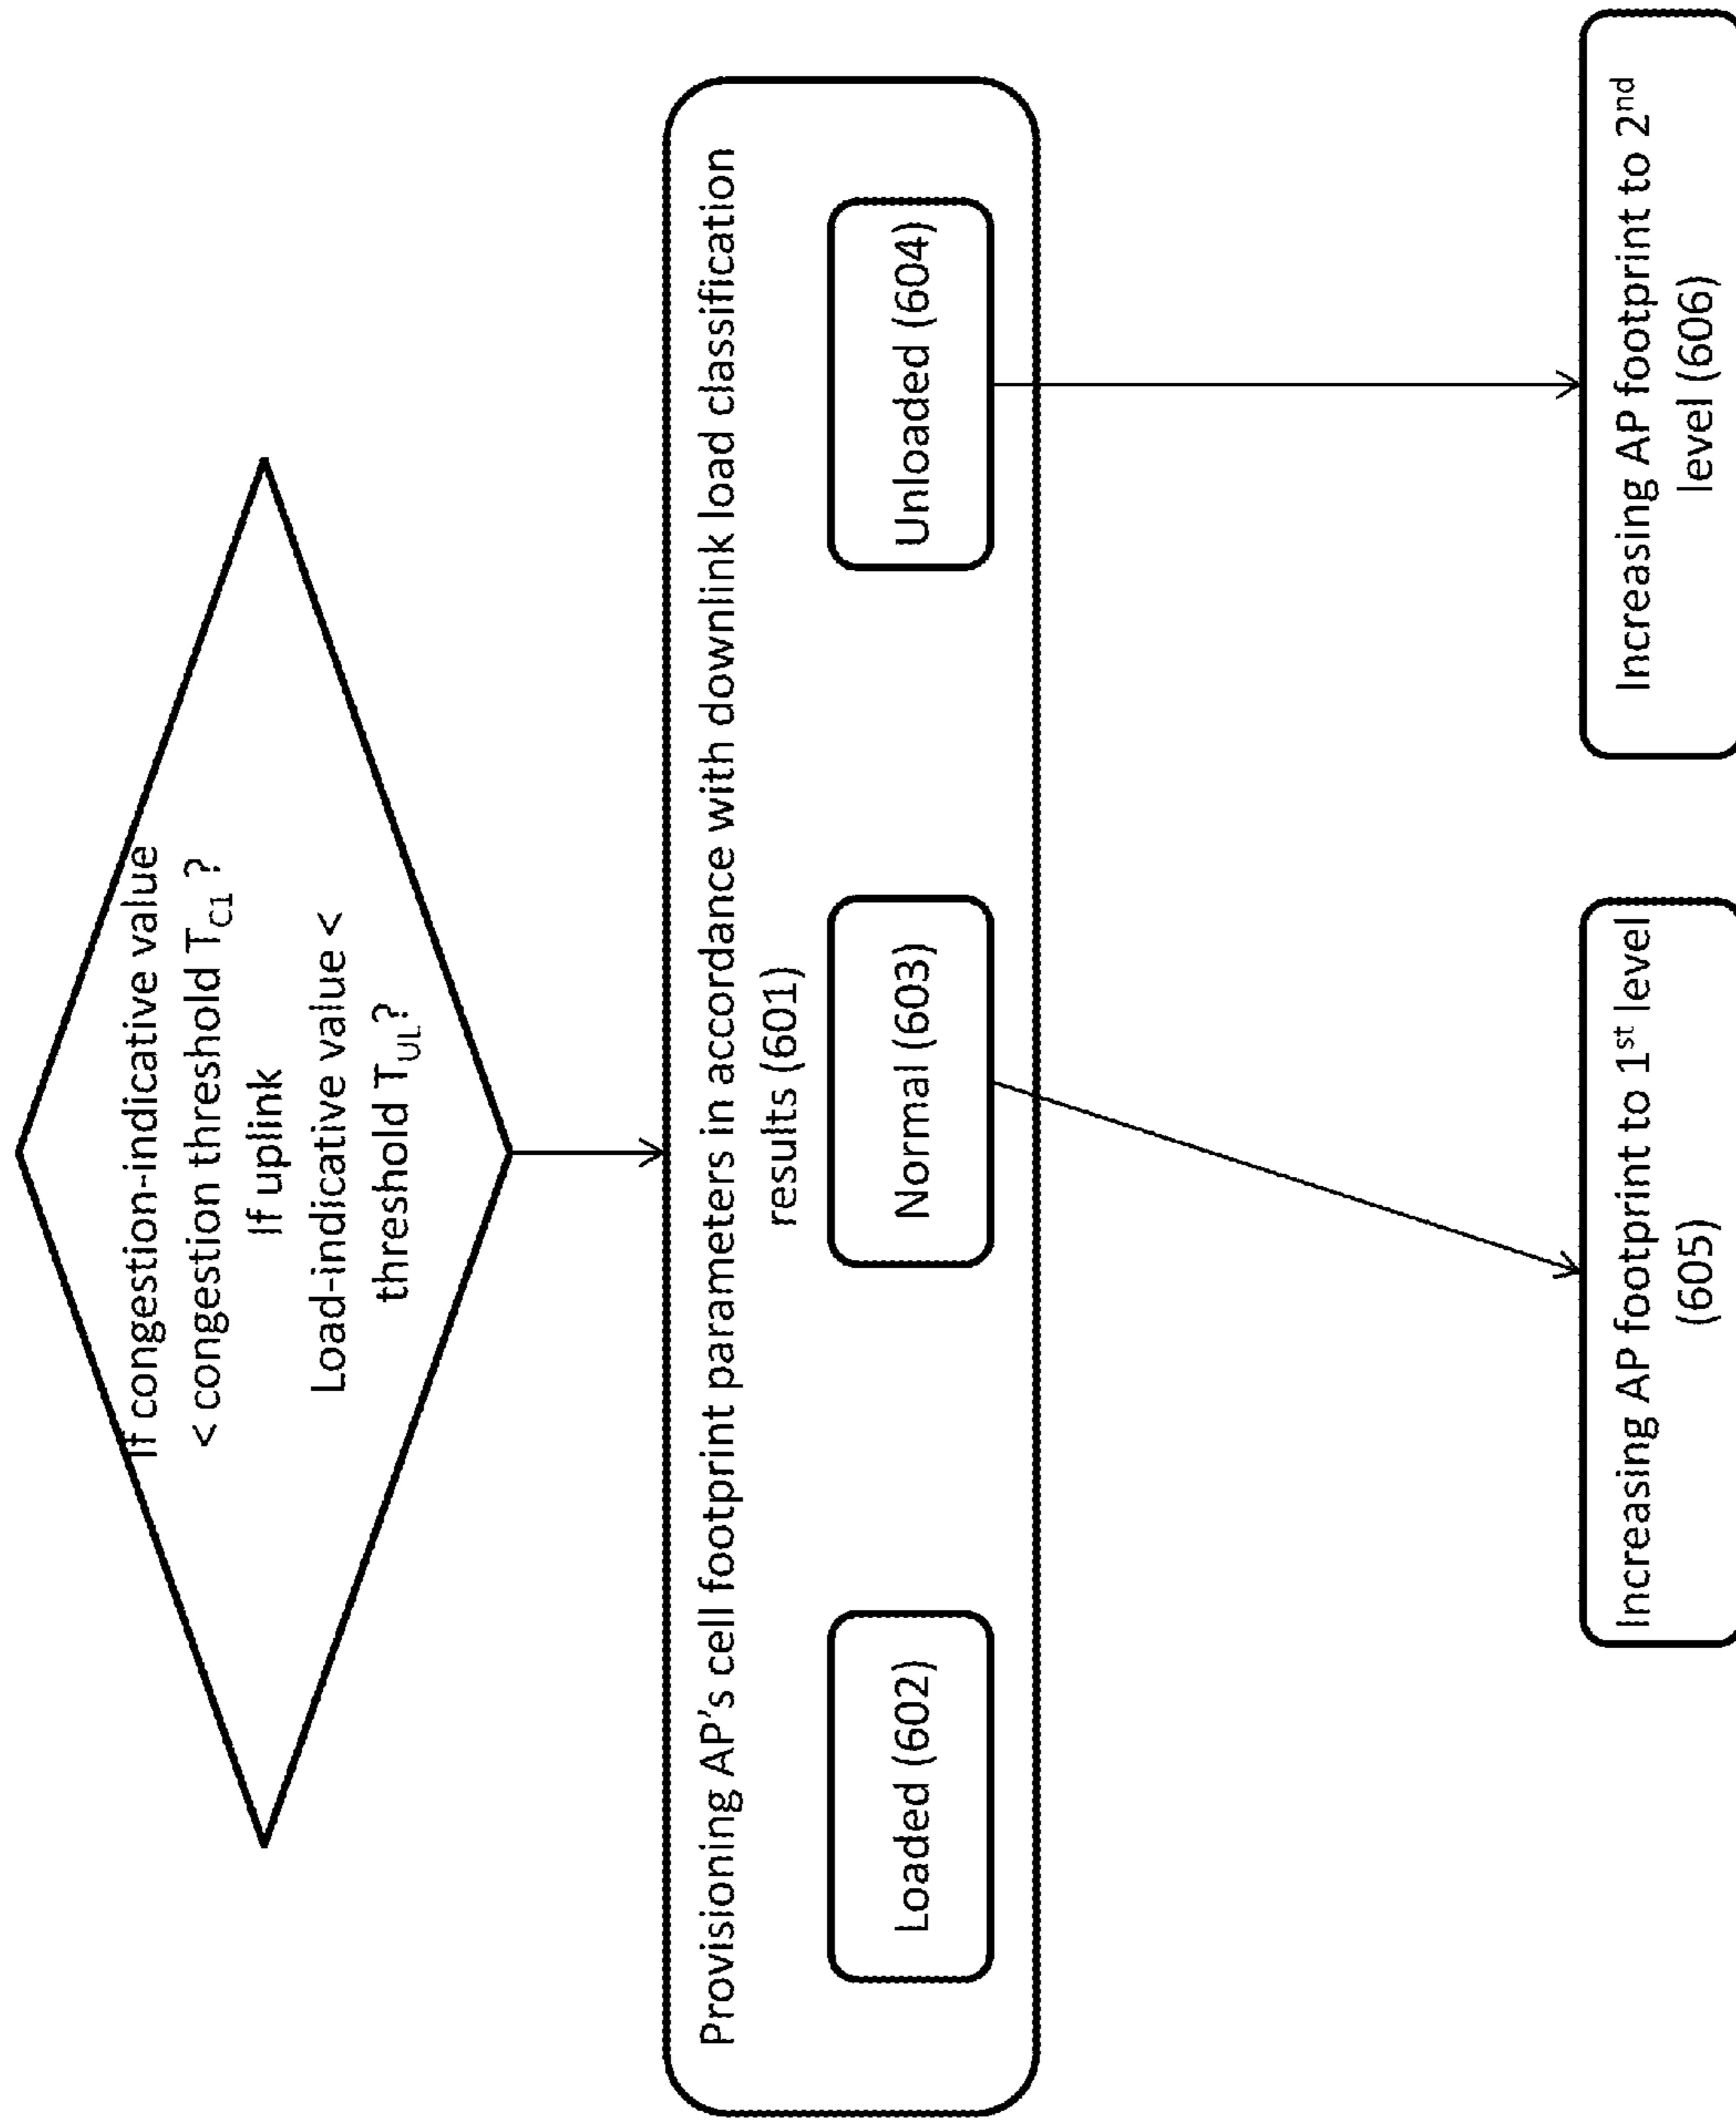 If congestion-indicative value
< congestion threshold TC1 ?
If uplink
Load-indicative value <
threshold TUL?
Provisioning AP's cell footprint parameters in accordance with downlink load classification
results (601)
Loaded (602)
Normal (603)
Unloaded (604)
Increasing AP footprint to 1st level
(605)
Increasing AP footprint to 2nd
level (606)